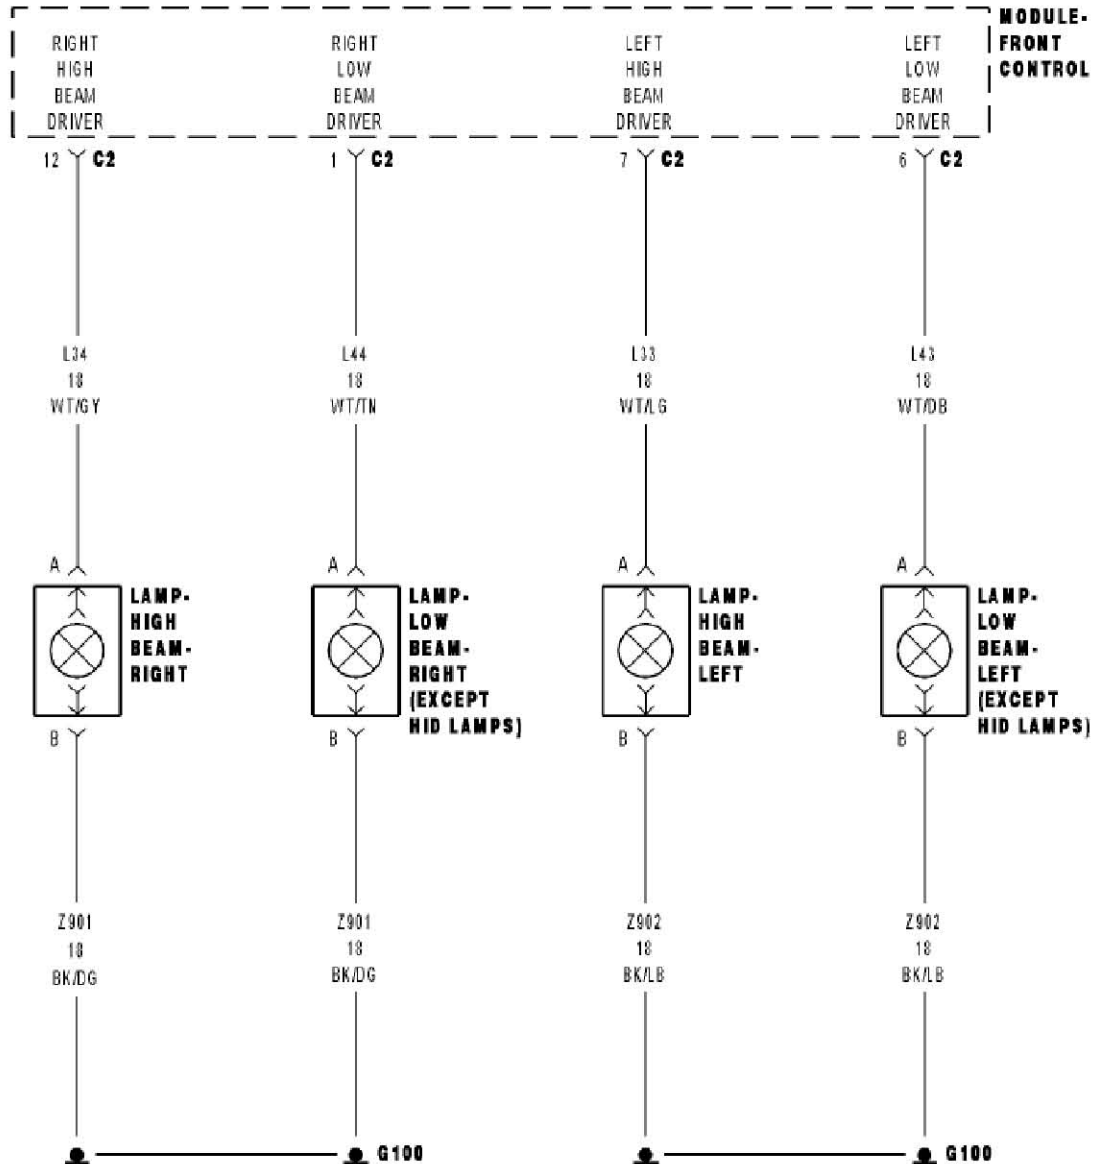 MODULE-
FRONT
CONTROL
RIGHT
HIGH
BEAM
DRIVER
RIGHT
LOW
BEAM
DRIVER
LEFT
HIGH
BEAM
DRIVER
LEFT
LOW
BEAM
DRIVER
12 C2
1 C2
7 C2
6 C2
L34
18
WT/GY
L44
18
WT/TN
L33
18
WT/LG
L43
18
WT/DB
A
A
A
A
LAMP-
HIGH
BEAM-
RIGHT
LAMP-
LOW
BEAM-
RIGHT
(EXCEPT
HID LAMPS)
LAMP-
HIGH
BEAM-
LEFT
LAMP-
LOW
BEAM-
LEFT
(EXCEPT
HID LAMPS)
B
B
B
B
Z901
18
BK/DG
Z901
18
BK/DG
Z902
18
BK/LB
Z902
18
BK/LB
G100
G100